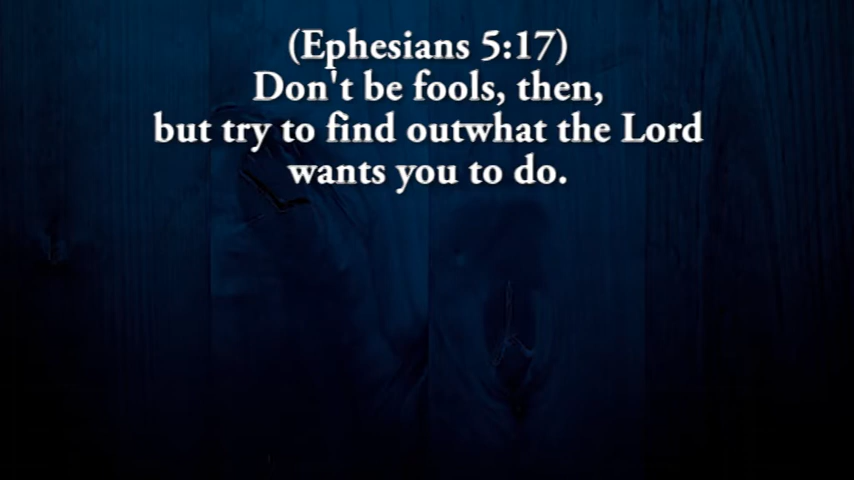 (Ephesians 5:17)
Don't be fools, then,
but try to find outwhat the Lord
wants you to do.